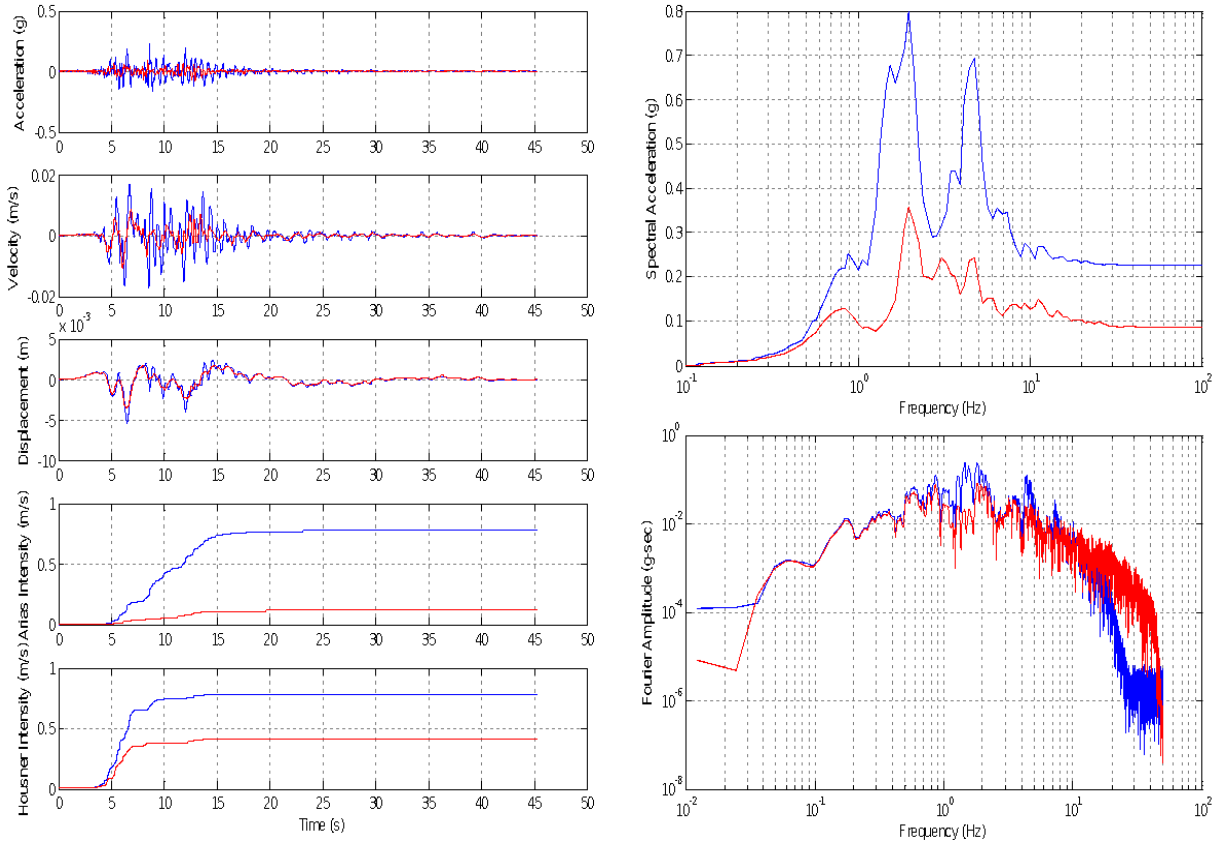 Acceleration (g)
0.5
0
-0.5
0 5 10 15 20 25 30 35 40 45 50
Velocity (m/s)
0.02
0
-0.02
0 5 10 15 20 25 30 35 40 45 50
x 10^-3
Displacement (m)
5
0
-5
-10
0 5 10 15 20 25 30 35 40 45 50
Arias Intensity (m/s)
1
0.5
0
0 5 10 15 20 25 30 35 40 45 50
Housner Intensity (m/s)
1
0.5
0
0 5 10 15 20 25 30 35 40 45 50
Time (s)
Spectral Acceleration (g)
0.8
0.7
0.6
0.5
0.4
0.3
0.2
0.1
0
10^-1 10^0 10^1 10^2
Frequency (Hz)
Fourier Amplitude (g-sec)
10^0
10^-2
10^-4
10^-6
10^-8
10^-2 10^-1 10^0 10^1 10^2
Frequency (Hz)